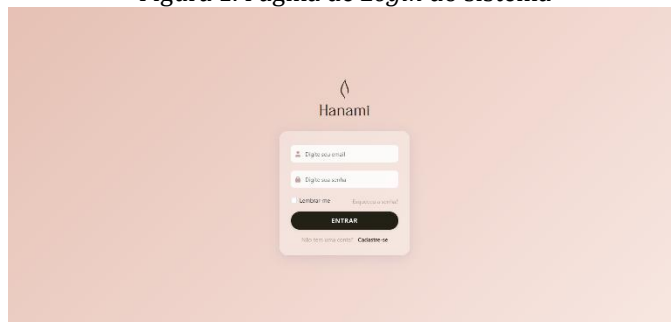 Figura 1: Página de Login do sistema
Hanami
Digite seu email
Digite sua senha
Lembrar-me
Esqueceu a senha?
ENTRAR
Não tem uma conta? Cadastre-se